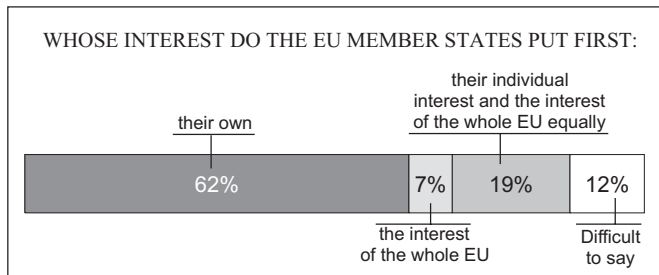 WHOSE INTEREST DO THE EU MEMBER STATES PUT FIRST:
their own
their individual
interest and the interest
of the whole EU equally
62%
7%
19%
12%
the interest
of the whole EU
Difficult
to say